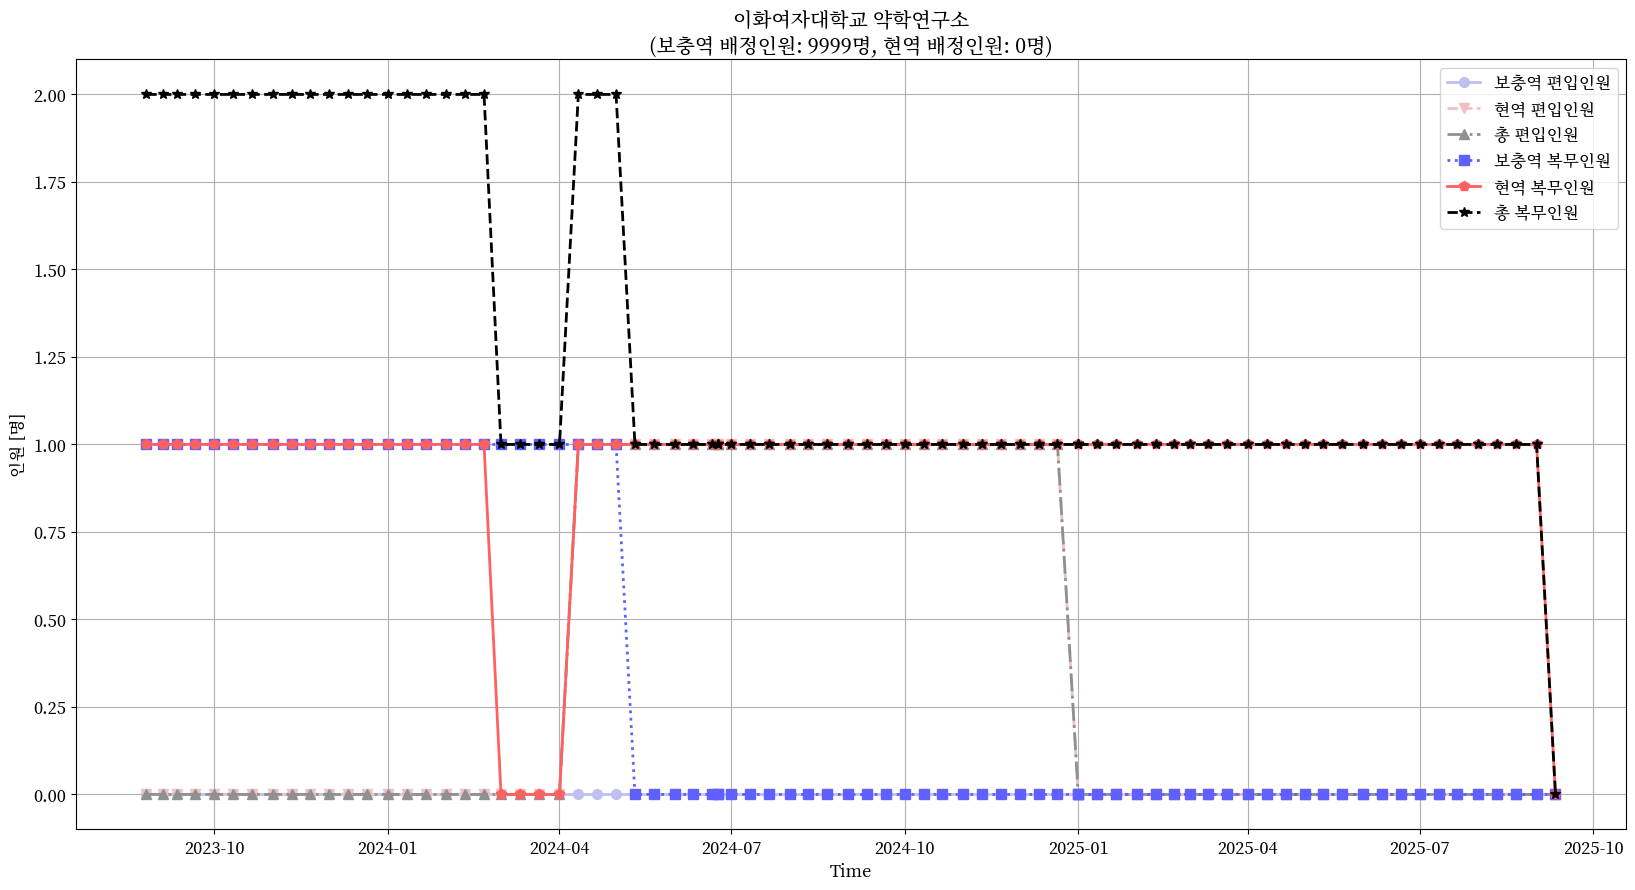 이화여자대학교 약학연구소
(보충역 배정인원: 9999명, 현역 배정인원: 0명)
보충역 편입인원
현역 편입인원
총 편입인원
보충역 복무인원
현역 복무인원
총 복무인원
인원 [명]
2.00
1.75
1.50
1.25
1.00
0.75
0.50
0.25
0.00
2023-10
2024-01
2024-04
2024-07
2024-10
2025-01
2025-04
2025-07
2025-10
Time